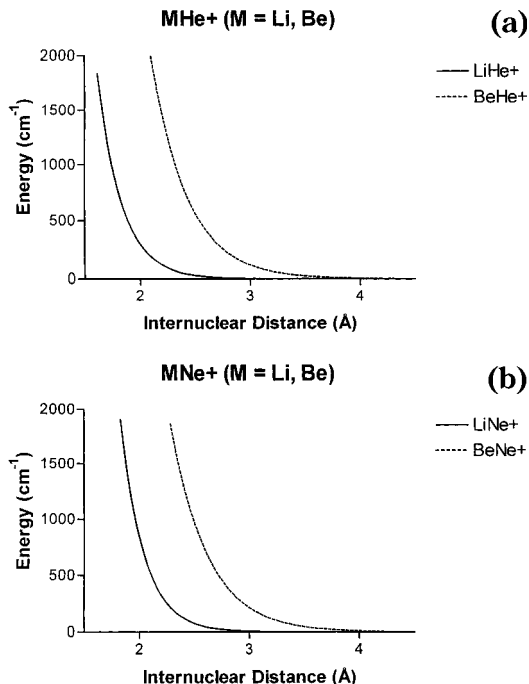 MHe+ (M = Li, Be)
(a)
2000
1500
1000
500
0
Energy (cm-1)
2
3
4
Internuclear Distance (Å)
LiHe+
BeHe+
MNe+ (M = Li, Be)
(b)
2000
1500
1000
500
0
Energy (cm-1)
2
3
4
Internuclear Distance (Å)
LiNe+
BeNe+